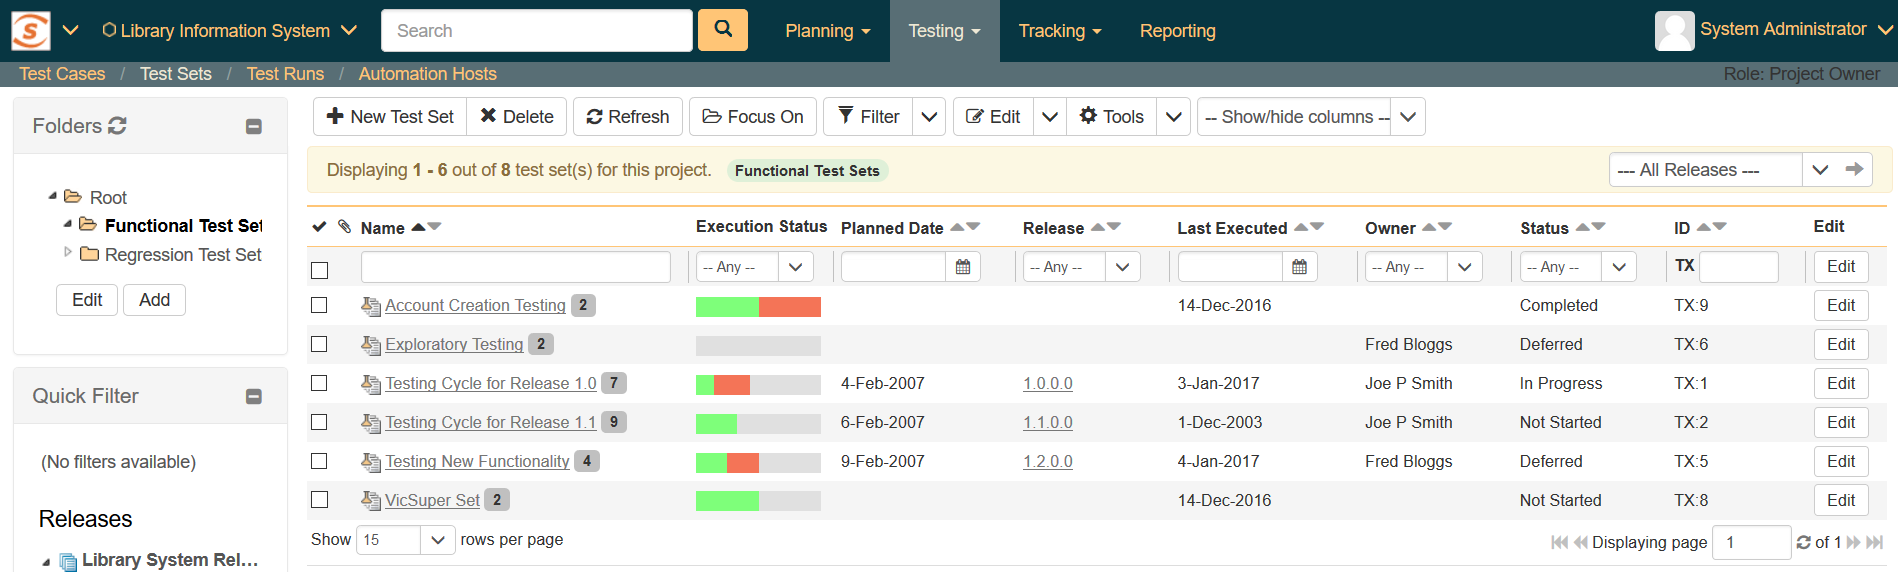 S Library Information System Search Planning Testing Tracking Reporting System Administrator
Test Cases / Test Sets / Test Runs / Automation Hosts Role: Project Owner
Folders
Root
Functional Test Set
Regression Test Set
Edit Add
Quick Filter
(No filters available)
Releases
Library System Rel...
New Test Set Delete Refresh Focus On Filter Edit Tools -- Show/hide columns --
Displaying 1 - 6 out of 8 test set(s) for this project. Functional Test Sets --- All Releases ---
Name Execution Status Planned Date Release Last Executed Owner Status ID Edit
-- Any -- -- Any -- -- Any -- -- Any -- TX Edit
Account Creation Testing 2 14-Dec-2016 Completed TX:9 Edit
Exploratory Testing 2 Fred Bloggs Deferred TX:6 Edit
Testing Cycle for Release 1.0 7 4-Feb-2007 1.0.0.0 3-Jan-2017 Joe P Smith In Progress TX:1 Edit
Testing Cycle for Release 1.1 9 6-Feb-2007 1.1.0.0 1-Dec-2003 Joe P Smith Not Started TX:2 Edit
Testing New Functionality 4 9-Feb-2007 1.2.0.0 4-Jan-2017 Fred Bloggs Deferred TX:5 Edit
VicSuper Set 2 14-Dec-2016 Not Started TX:8 Edit
Show 15 rows per page Displaying page 1 of 1